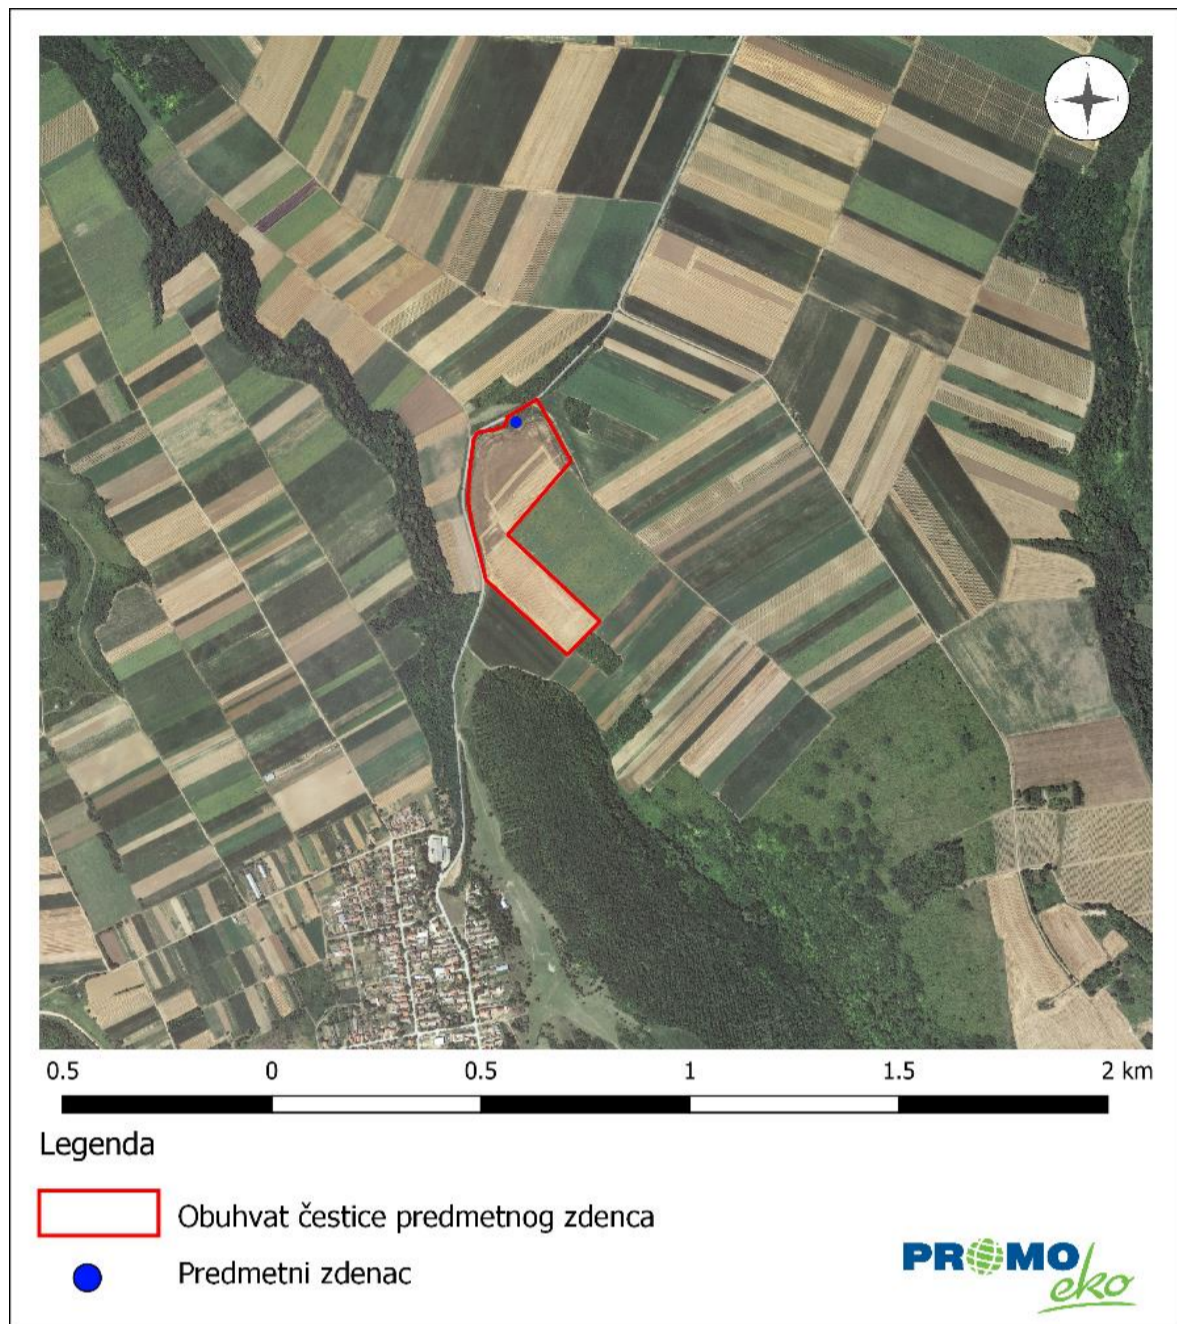 0.5 0 0.5 1 1.5 2 km
Legenda
Obuhvat čestice predmetnog zdenca
Predmetni zdenac
PROMO
eko